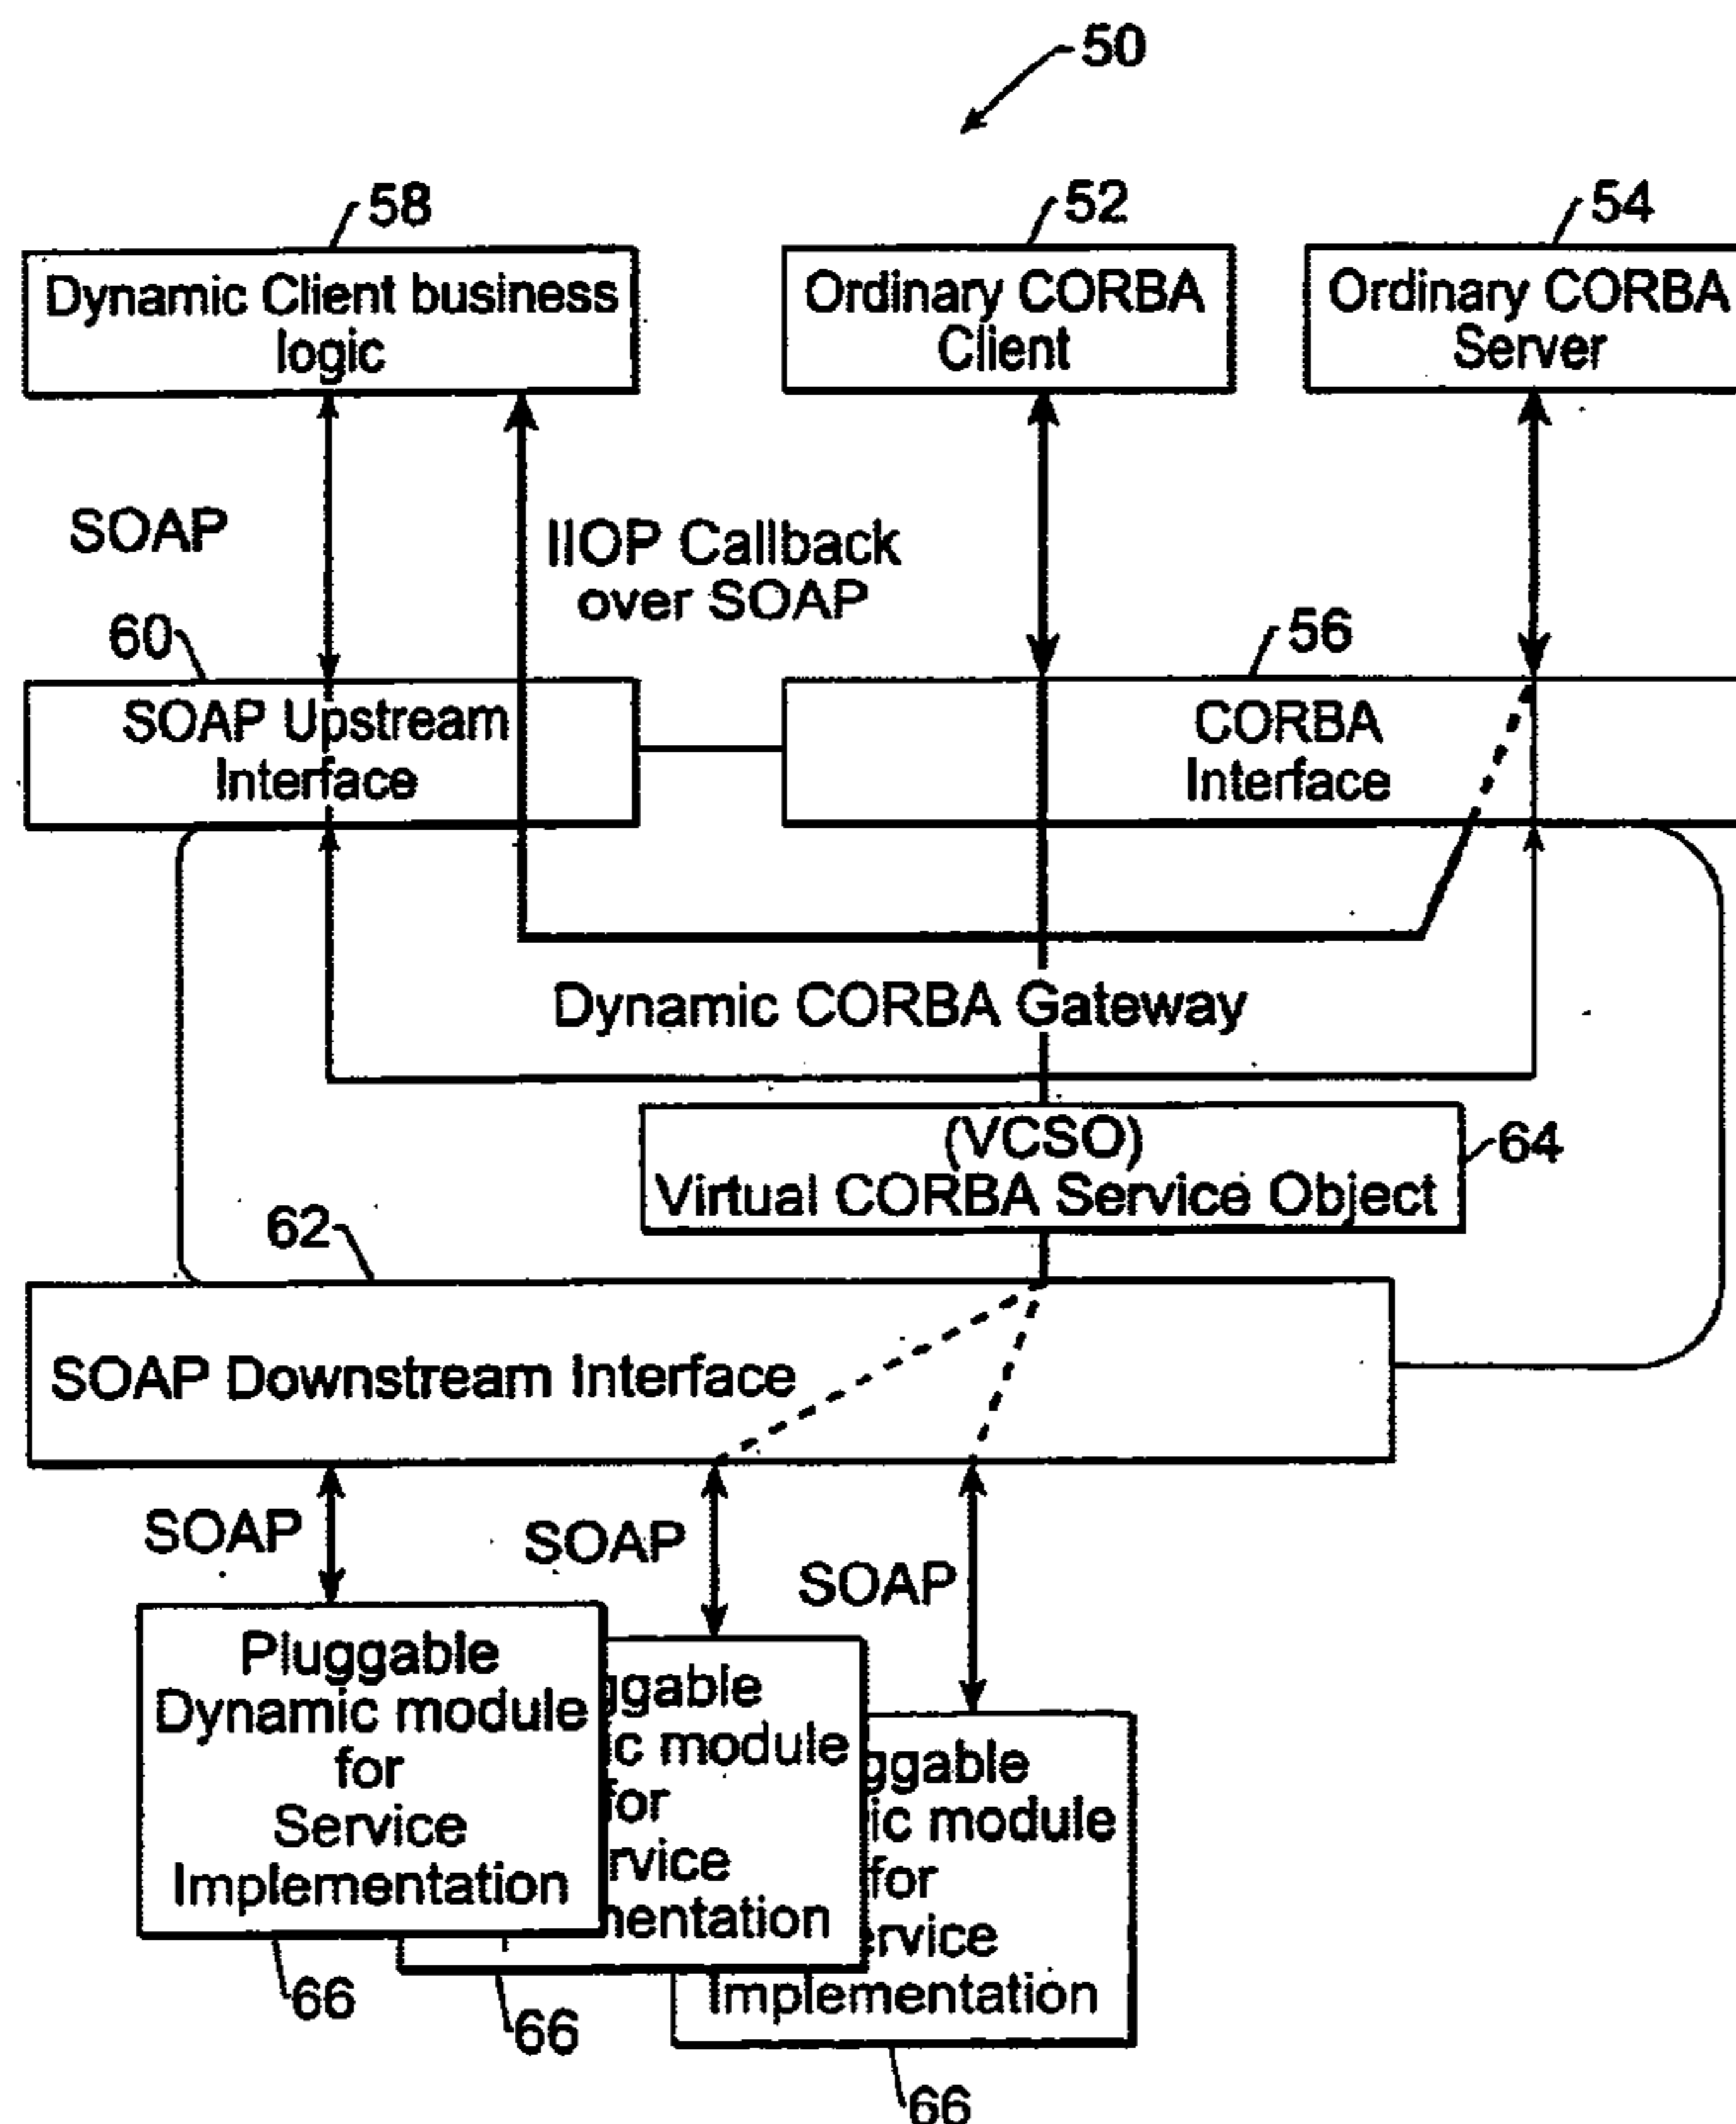 50
58
52
54
Dynamic Client business
logic
Ordinary CORBA
Client
Ordinary CORBA
Server
SOAP
IIOP Callback
over SOAP
60
56
SOAP Upstream
Interface
CORBA
Interface
Dynamic CORBA Gateway
(VCSO)
Virtual CORBA Service Object
64
62
SOAP Downstream Interface
SOAP
SOAP
SOAP
Pluggable
Dynamic module
for
Service
Implementation
ggable
ic module
for
rvice
mentation
ggable
ic module
for
ervice
Implementation
66
66
66